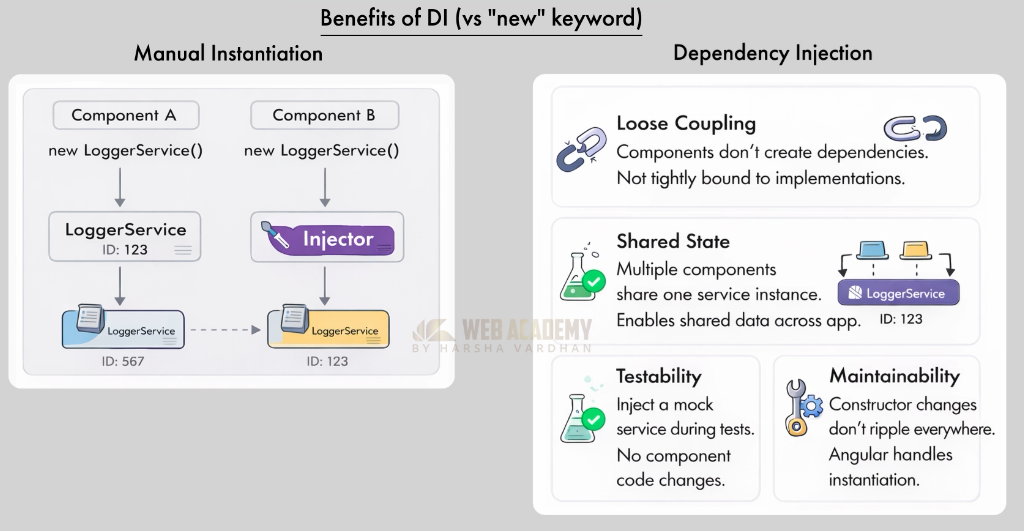 Benefits of DI (vs "new" keyword)
Manual Instantiation
Component A
Component B
new LoggerService()
new LoggerService()
LoggerService
ID: 123
Injector
LoggerService
LoggerService
ID: 567
ID: 123
Dependency Injection
Loose Coupling
Components don't create dependencies.
Not tightly bound to implementations.
Shared State
Multiple components
share one service instance.
Enables shared data across app.
LoggerService
ID: 123
Testability
Inject a mock
service during tests.
No component
code changes.
Maintainability
Constructor changes
don't ripple everywhere.
Angular handles
instantiation.
WEB ACADEMY
BY HARSHA VARDHAN